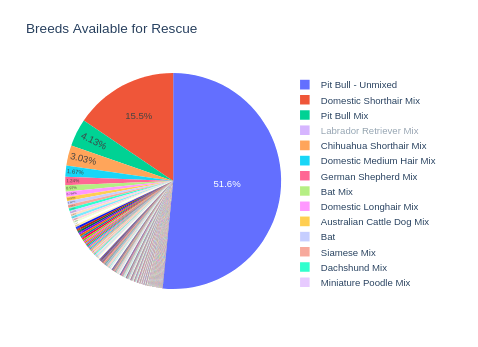 Breeds Available for Rescue
Pit Bull - Unmixed
Domestic Shorthair Mix
Pit Bull Mix
Labrador Retriever Mix
Chihuahua Shorthair Mix
Domestic Medium Hair Mix
German Shepherd Mix
Bat Mix
Domestic Longhair Mix
Australian Cattle Dog Mix
Bat
Siamese Mix
Dachshund Mix
Miniature Poodle Mix
51.6%
15.5%
4.13%
3.03%
1.67%